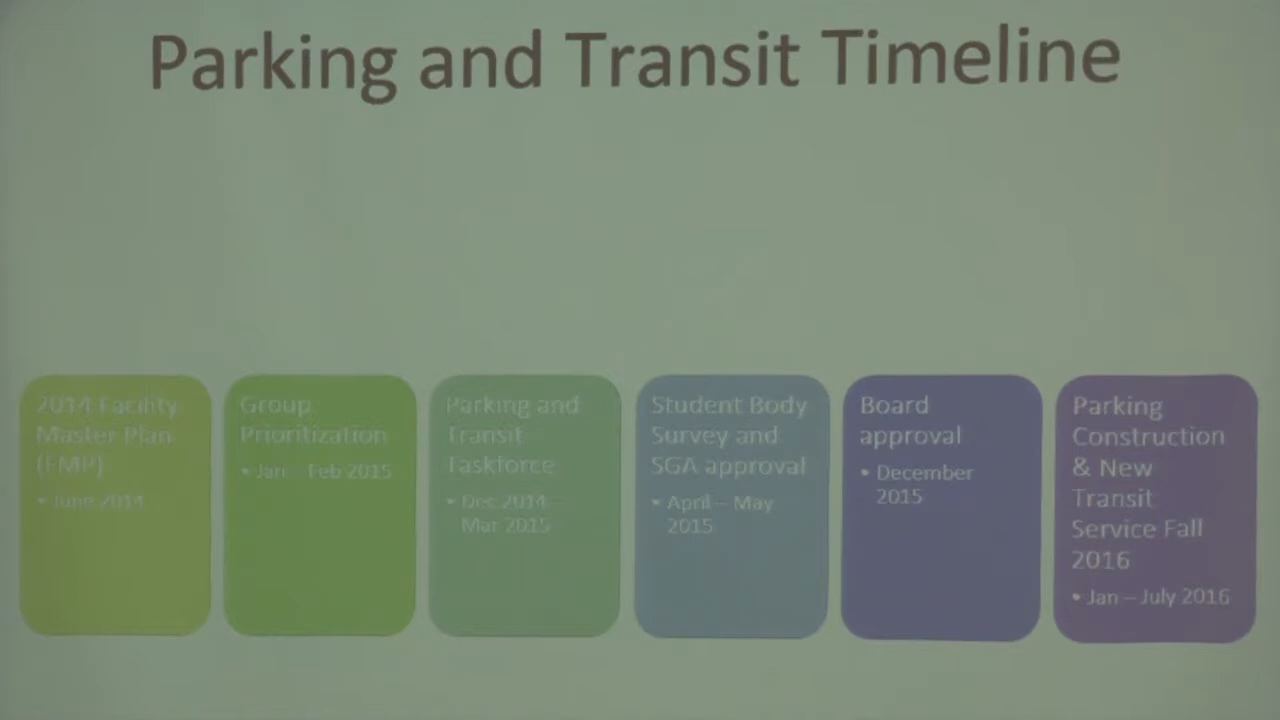 Parking and Transit Timeline
2014 Facility
Master Plan
(FMP)
• June 2014
Group
Prioritization
• Jan – Feb 2015
Parking and
Transit
Taskforce
• Dec 2014 –
Mar 2015
Student Body
Survey and
SGA approval
• April – May
2015
Board
approval
• December
2015
Parking
Construction
& New
Transit
Service Fall
2016
• Jan – July 2016